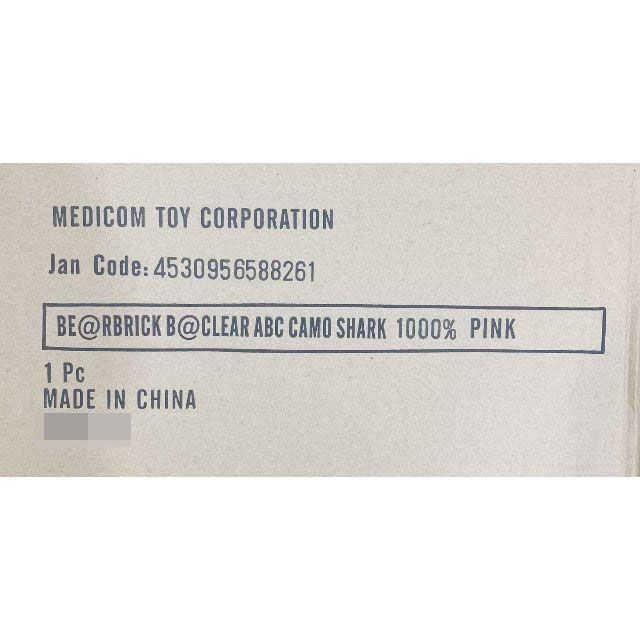 MEDICOM TOY CORPORATION
Jan Code: 4530956588261
BE@RBRICK B@CLEAR ABC CAMO SHARK 1000% PINK
1 Pc
MADE IN CHINA